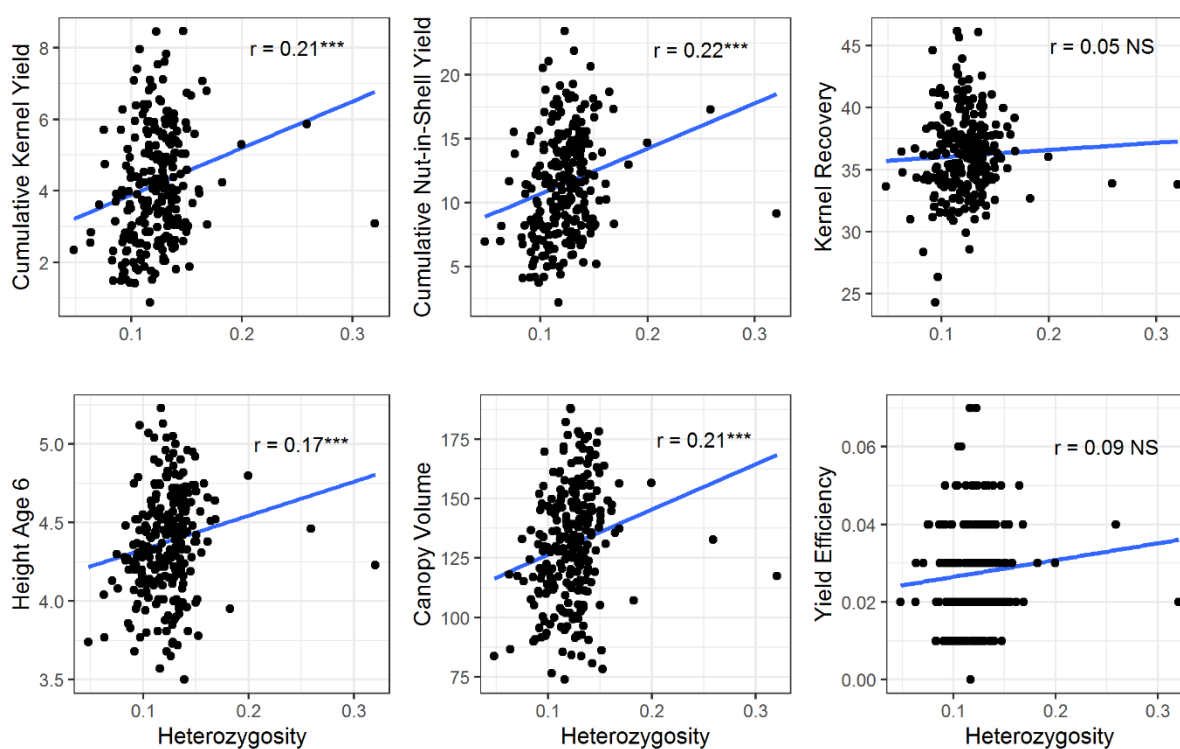 Cumulative Kernel Yield
8
6
4
2
r = 0.21***
0.1 0.2 0.3
Cumulative Nut-in-Shell Yield
20
15
10
5
r = 0.22***
0.1 0.2 0.3
Kernel Recovery
45
40
35
30
25
r = 0.05 NS
0.1 0.2 0.3
Height Age 6
5.0
4.5
4.0
3.5
r = 0.17***
0.1 0.2 0.3
Heterozygosity
Canopy Volume
175
150
125
100
75
r = 0.21***
0.1 0.2 0.3
Heterozygosity
Yield Efficiency
0.06
0.04
0.02
0.00
r = 0.09 NS
0.1 0.2 0.3
Heterozygosity